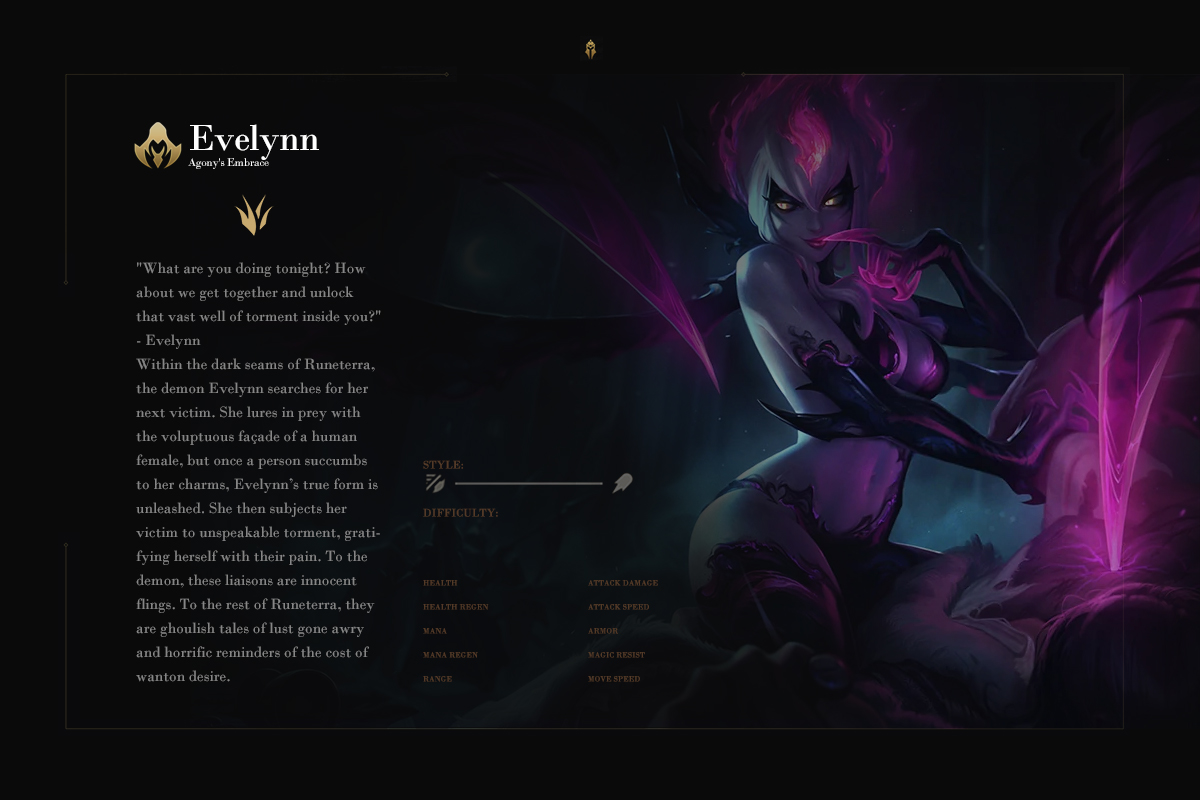 Evelynn
Agony's Embrace
"What are you doing tonight? How
about we get together and unlock
that vast well of torment inside you?"
- Evelynn
Within the dark seams of Runeterra,
the demon Evelynn searches for her
next victim. She lures in prey with
the voluptuous façade of a human
female, but once a person succumbs
to her charms, Evelynn’s true form is
unleashed. She then subjects her
victim to unspeakable torment, grati-
fying herself with their pain. To the
demon, these liaisons are innocent
flings. To the rest of Runeterra, they
are ghoulish tales of lust gone awry
and horrific reminders of the cost of
wanton desire.
STYLE:
DIFFICULTY:
HEALTH
HEALTH REGEN
MANA
MANA REGEN
RANGE
ATTACK DAMAGE
ATTACK SPEED
ARMOR
MAGIC RESIST
MOVE SPEED